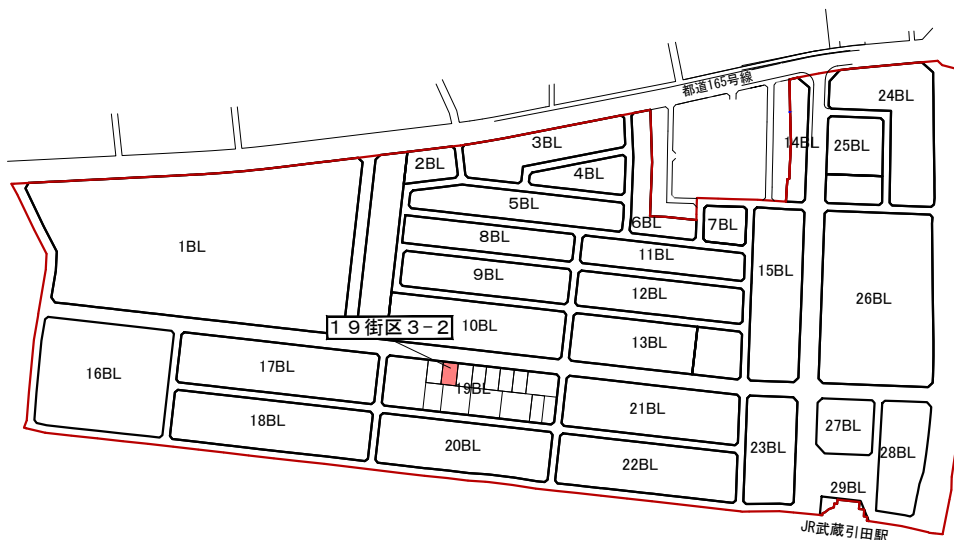 都道165号線
24BL
3BL
14BL
25BL
2BL
4BL
5BL
6BL
7BL
8BL
11BL
1BL
9BL
15BL
12BL
26BL
10BL
19街区3-2
13BL
17BL
16BL
19BL
21BL
18BL
27BL
20BL
23BL
28BL
22BL
29BL
JR武蔵引田駅